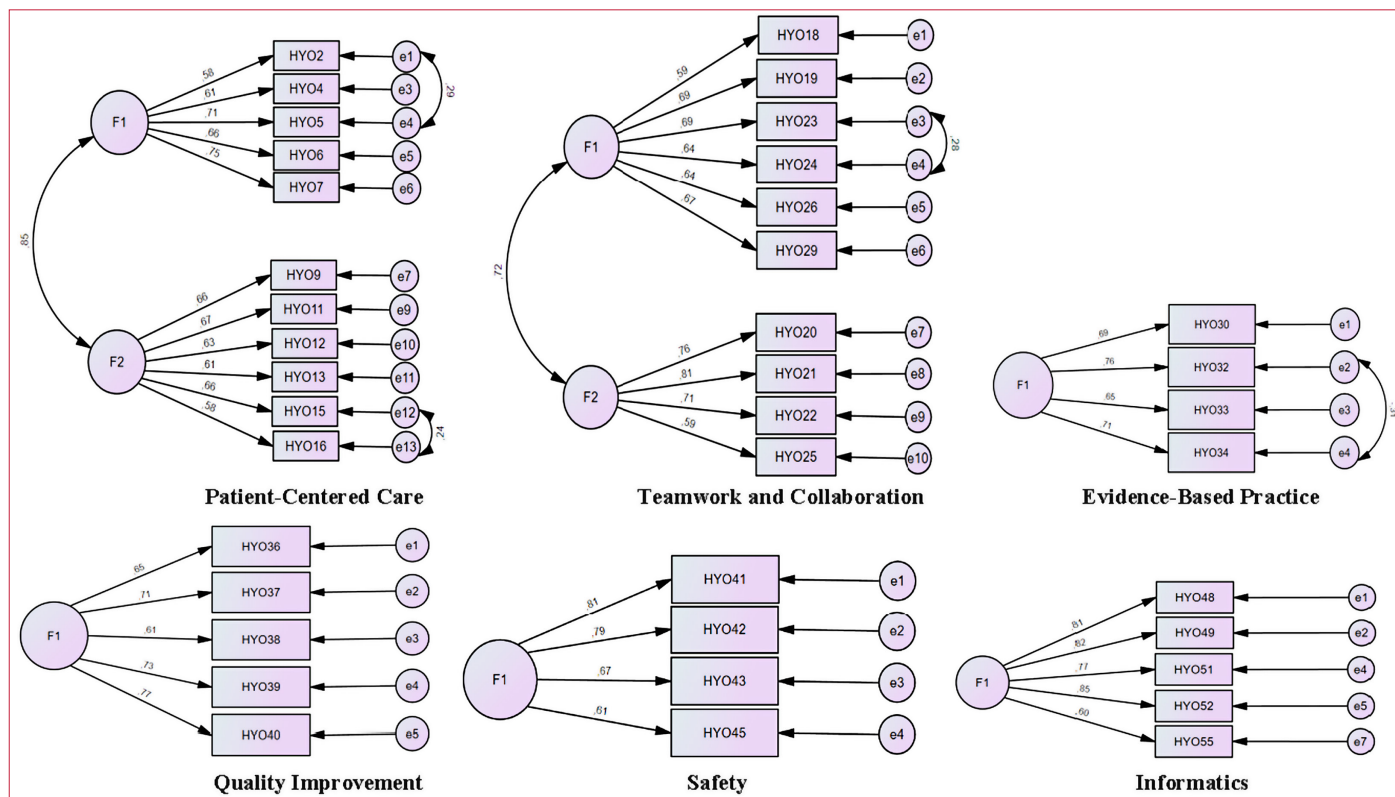 HYO2
e1
.58
HYO4
e3
.61
.29
HYO5
e4
.71
F1
HYO6
e5
.66
HYO7
e6
.75
.85
HYO9
e7
.66
HYO11
e9
.67
HYO12
e10
.63
F2
HYO13
e11
.61
HYO15
e12
.66
.24
HYO16
e13
.58
Patient-Centered Care
HYO18
e1
.59
HYO19
e2
.69
HYO23
e3
.69
.28
F1
HYO24
e4
.64
HYO26
e5
.64
HYO29
e6
.67
.72
HYO20
e7
.76
HYO21
e8
.81
F2
HYO22
e9
.71
HYO25
e10
.59
Teamwork and Collaboration
HYO30
e1
.69
HYO32
e2
.76
F1
HYO33
e3
.65
HYO34
e4
.71
Evidence-Based Practice
HYO36
e1
.65
HYO37
e2
.71
F1
HYO38
e3
.61
HYO39
e4
.73
HYO40
e5
.77
Quality Improvement
HYO41
e1
.81
HYO42
e2
.79
F1
HYO43
e3
.67
HYO45
e4
.61
Safety
HYO48
e1
.81
HYO49
e2
.82
F1
HYO51
e4
.77
HYO52
e5
.85
HYO55
e7
.60
Informatics